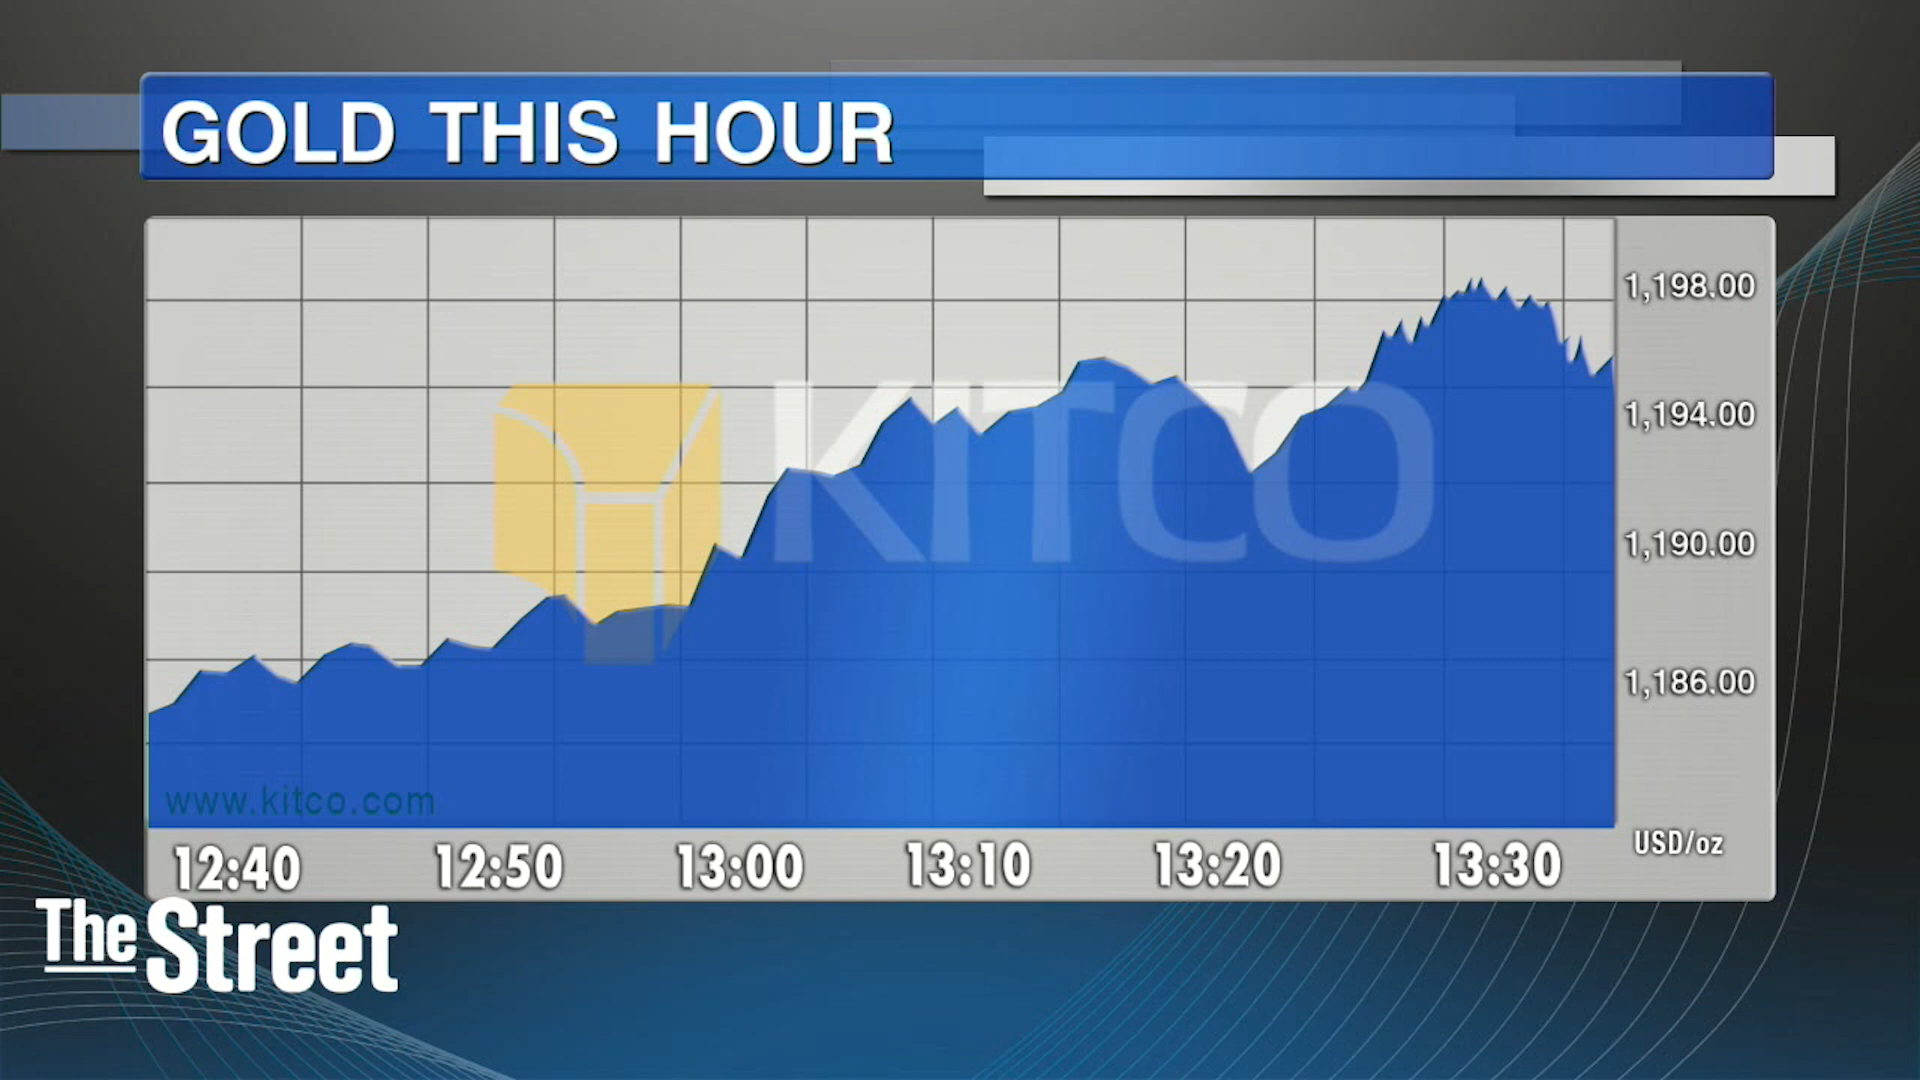 GOLD THIS HOUR
KITCO
1,198.00
1,194.00
1,190.00
1,186.00
www.kitco.com
USD/oz
12:40 12:50 13:00 13:10 13:20 13:30
The Street